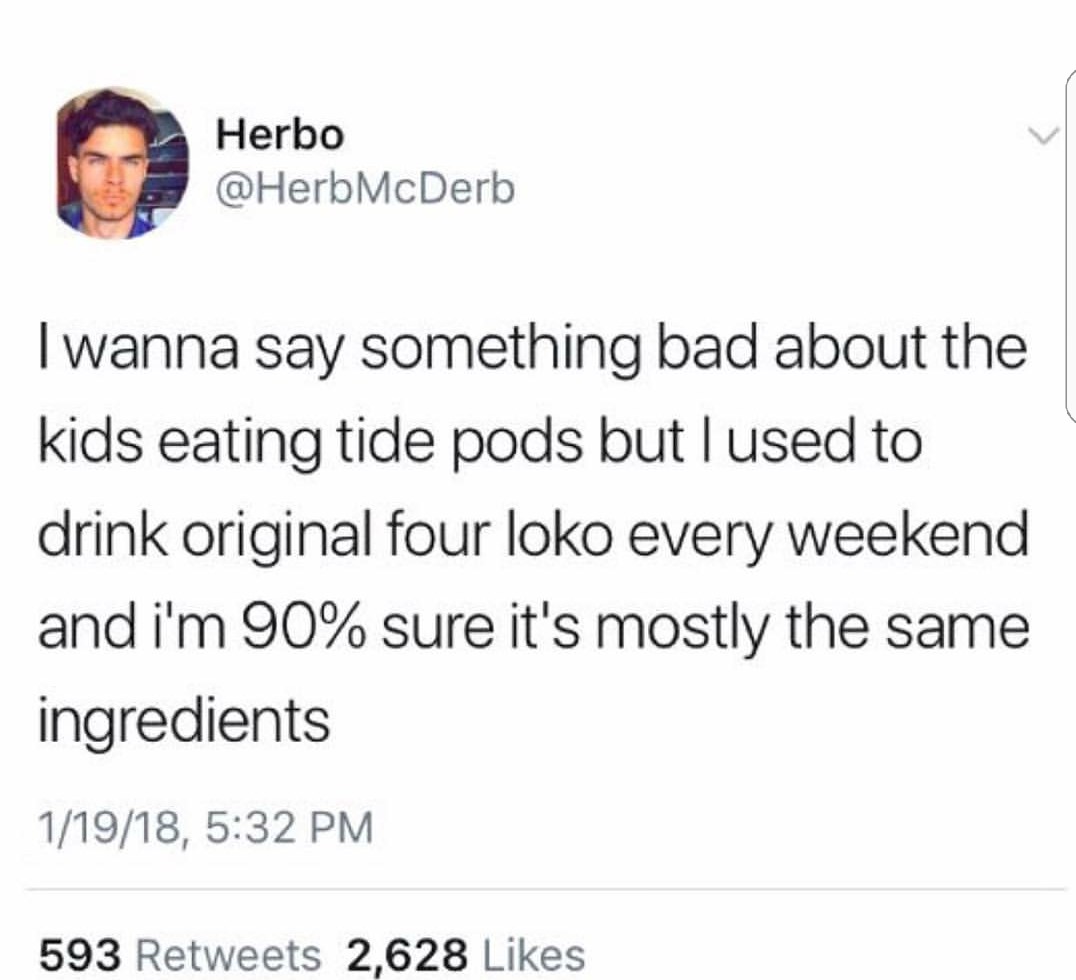 Herbo
@HerbMcDerb
I wanna say something bad about the
kids eating tide pods but I used to
drink original four loko every weekend
and i'm 90% sure it's mostly the same
ingredients
1/19/18, 5:32 PM
593 Retweets 2,628 Likes